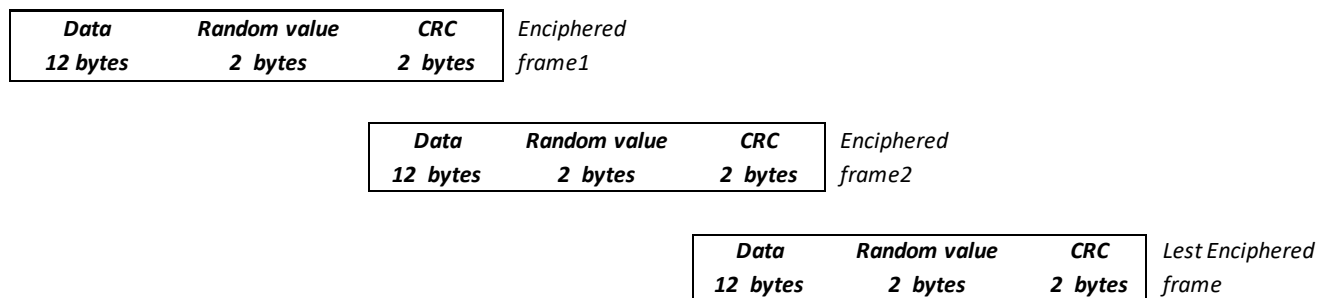 Data Random value CRC Enciphered
12 bytes 2 bytes 2 bytes frame1
Data Random value CRC Enciphered
12 bytes 2 bytes 2 bytes frame2
Data Random value CRC Lest Enciphered
12 bytes 2 bytes 2 bytes frame